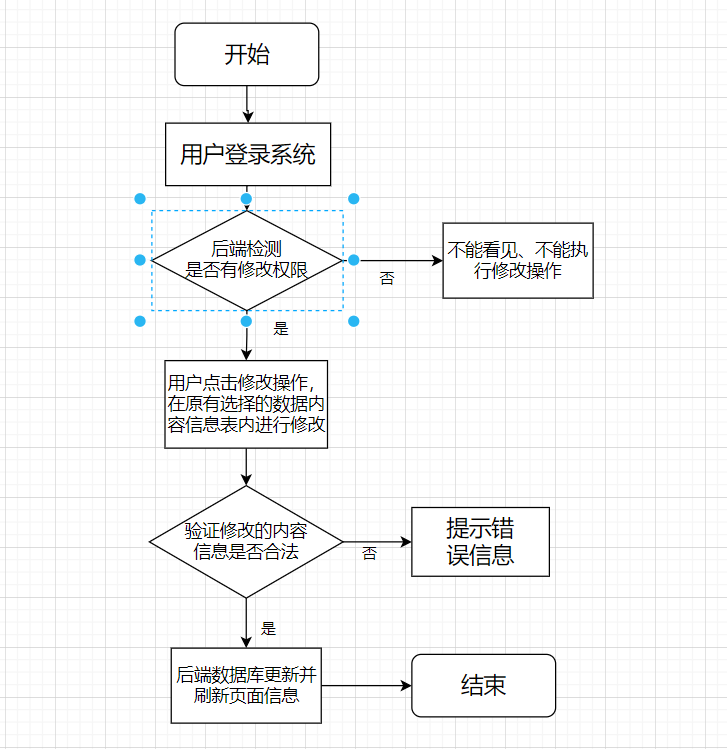 开始
用户登录系统
后端检测
是否有修改权限
不能看见、不能执
行修改操作
否
是
用户点击修改操作，
在原有选择的数据内
容信息表内进行修改
验证修改的内容
信息是否合法
否
提示错
误信息
是
后端数据库更新并
刷新页面信息
结束